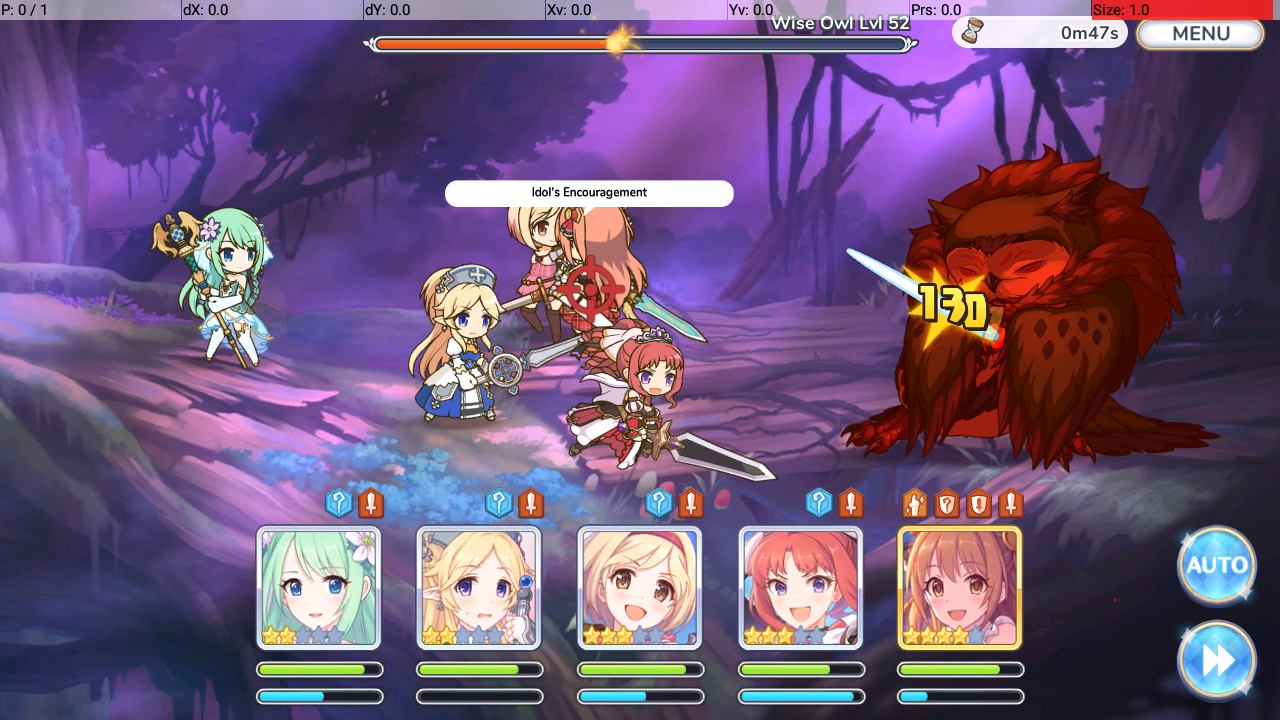 P: 0 / 1 dX: 0.0 dY: 0.0 Xv: 0.0 Yv: 0.0 Prs: 0.0 Size: 1.0
Wise Owl Lvl 52
0m47s
MENU
Idol's Encouragement
130
AUTO